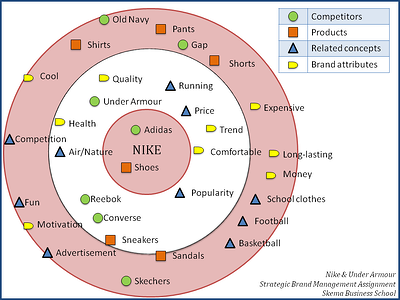 Old Navy
Pants
Competitors
Shirts
Gap
Products
Shorts
Related concepts
Brand attributes
Cool
Quality
Running
Under Armour
Price
Expensive
Health
Adidas
Trend
Competition
Air/Nature
NIKE
Comfortable
Long-lasting
Shoes
Money
Fun
Reebok
Popularity
School clothes
Motivation
Converse
Football
Sneakers
Basketball
Advertisement
Sandals
Skechers
Nike & Under Armour
Strategic Brand Management Assignment
Skema Business School